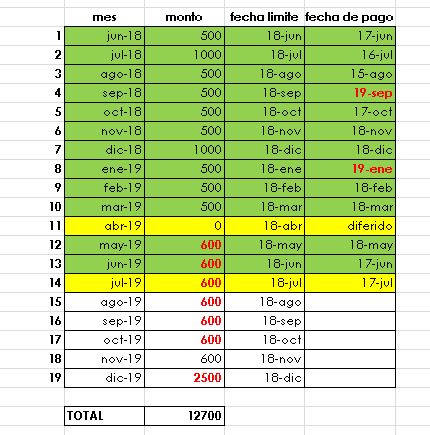 mes monto fecha limite fecha de pago
1 jun-18 500 18-jun 17-jun
2 jul-18 1000 18-jul 16-jul
3 ago-18 500 18-ago 15-ago
4 sep-18 500 18-sep 19-sep
5 oct-18 500 18-oct 17-oct
6 nov-18 500 18-nov 18-nov
7 dic-18 1000 18-dic 18-dic
8 ene-19 500 18-ene 19-ene
9 feb-19 500 18-feb 18-feb
10 mar-19 500 18-mar 18-mar
11 abr-19 0 18-abr diferido
12 may-19 600 18-may 18-may
13 jun-19 600 18-jun 17-jun
14 jul-19 600 18-jul 17-jul
15 ago-19 600 18-ago
16 sep-19 600 18-sep
17 oct-19 600 18-oct
18 nov-19 600 18-nov
19 dic-19 2500 18-dic
TOTAL 12700